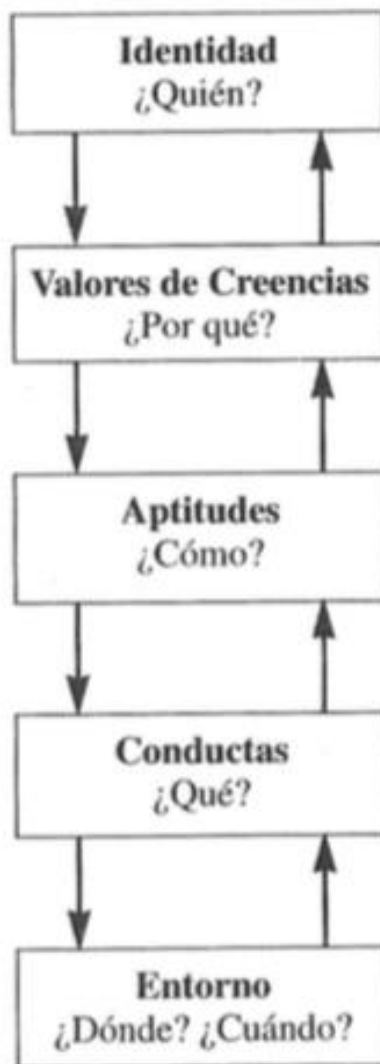 Identidad
¿Quién?
Valores de Creencias
¿Por qué?
Aptitudes
¿Cómo?
Conductas
¿Qué?
Entorno
¿Dónde? ¿Cuándo?